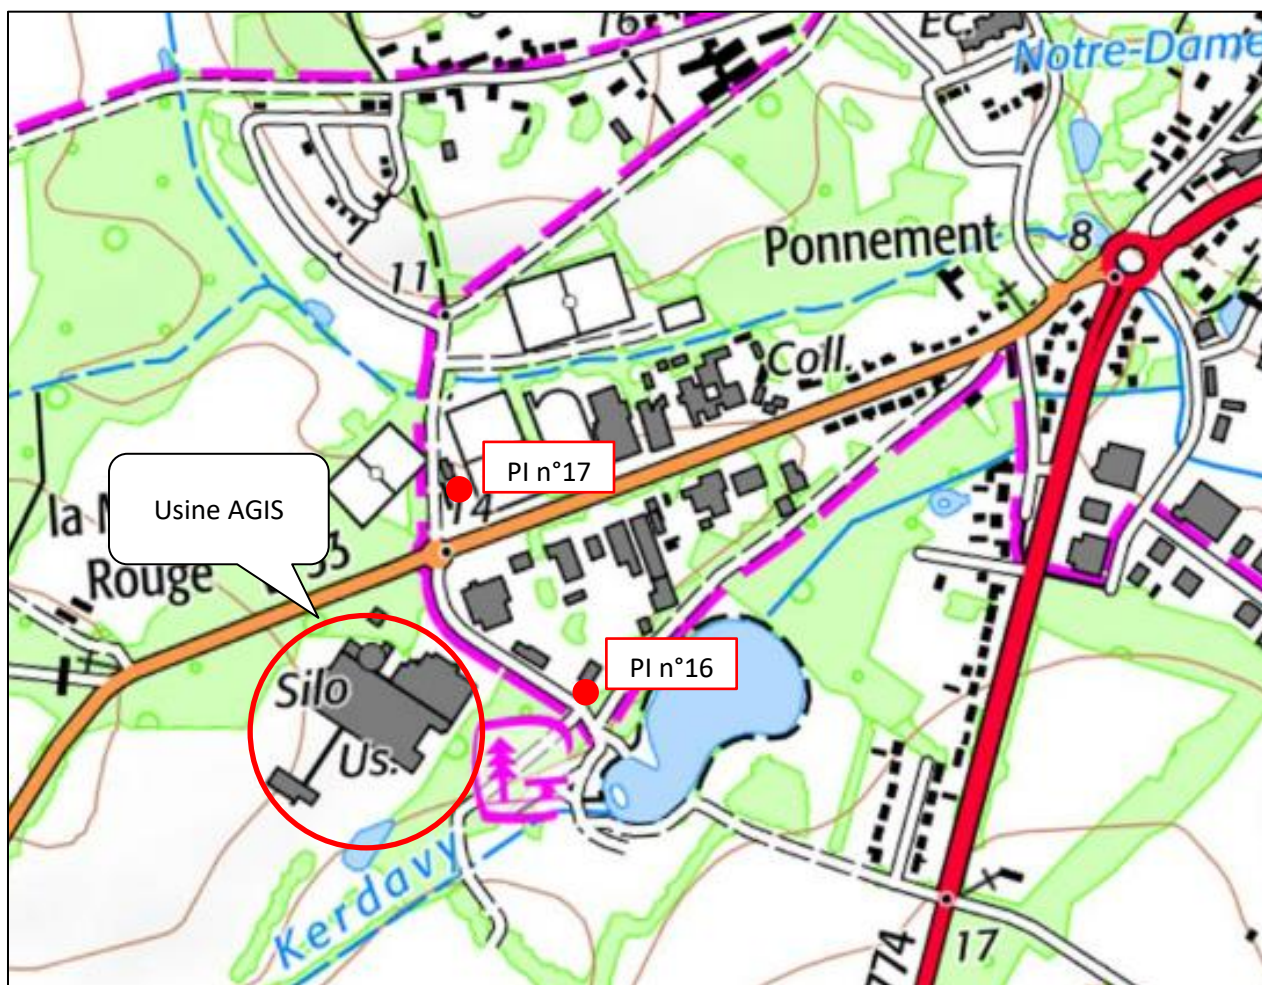 16
EC.
Notre-Dame
Ponnement
8
11
Coll.
PI n°17
14
Usine AGIS
la
Rouge
33
PI n°16
Silo
Us.
Kerdavy
774
17